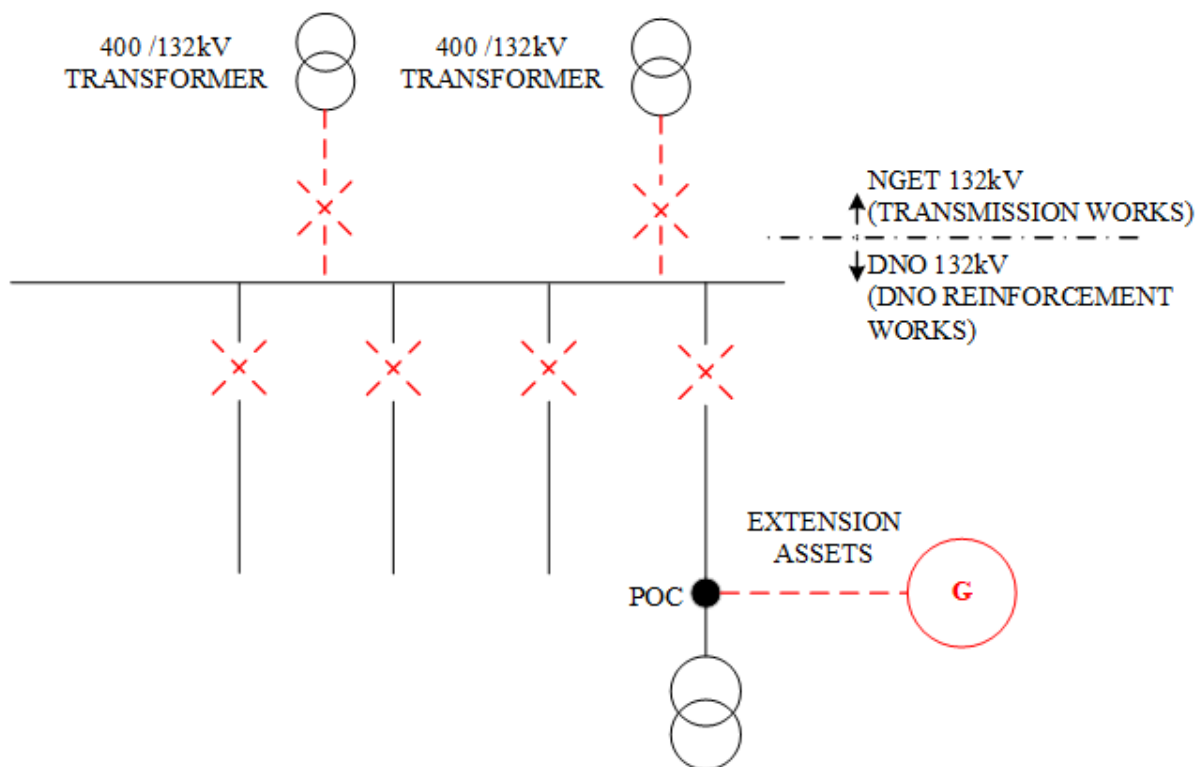 400 /132kV
TRANSFORMER
400 /132kV
TRANSFORMER
NGET 132kV
(TRANSMISSION WORKS)
DNO 132kV
(DNO REINFORCEMENT
WORKS)
EXTENSION
ASSETS
POC
G